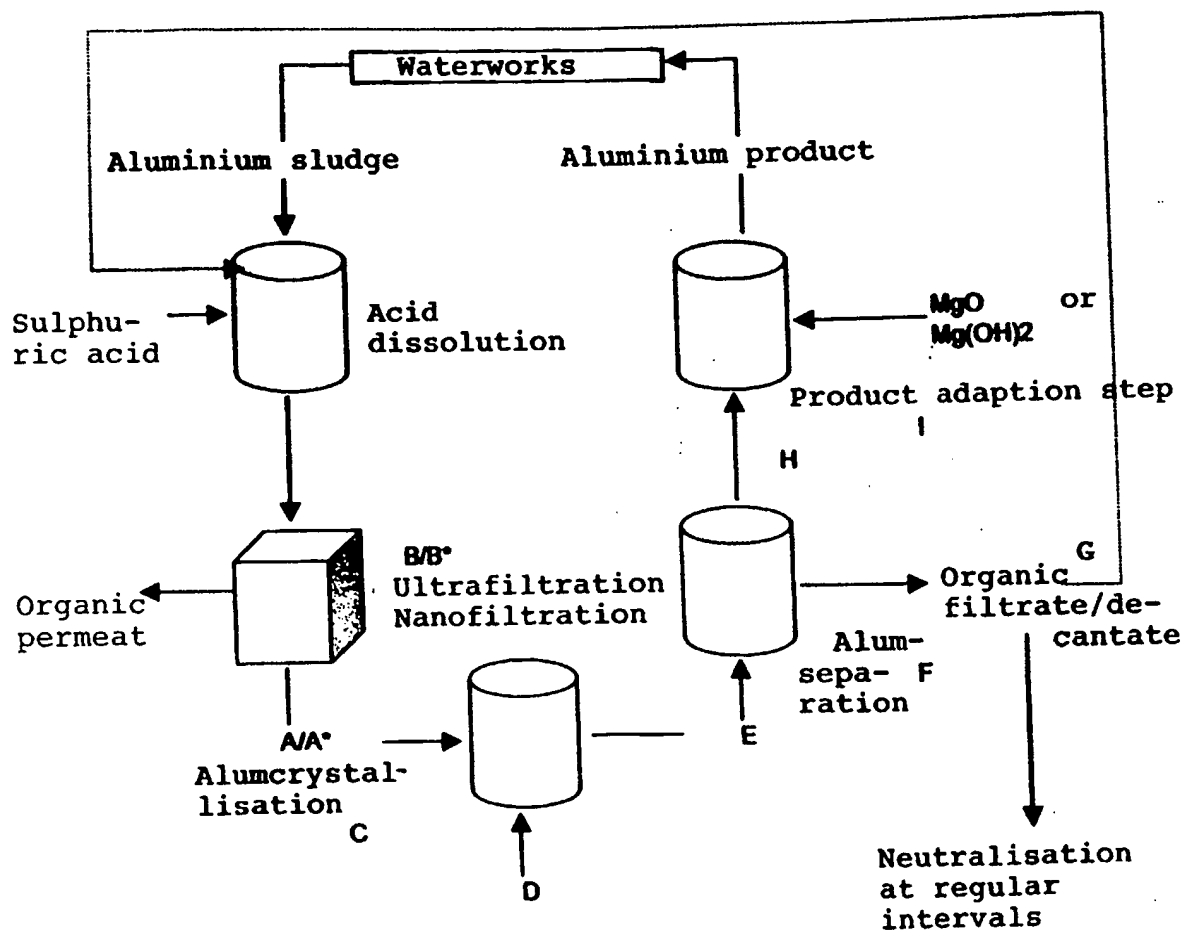 Waterworks
Aluminium sludge
Aluminium product
Sulphu-
ric acid
Acid
dissolution
MgO or
Mg(OH)2
Product adaption step
I
H
B/B*
Ultrafiltration
Nanofiltration
Organic
permeat
G
Organic
filtrate/de-
cantate
Alum-
sepa- F
ration
A/A*
Alumcrystal-
lisation
C
E
D
Neutralisation
at regular
intervals